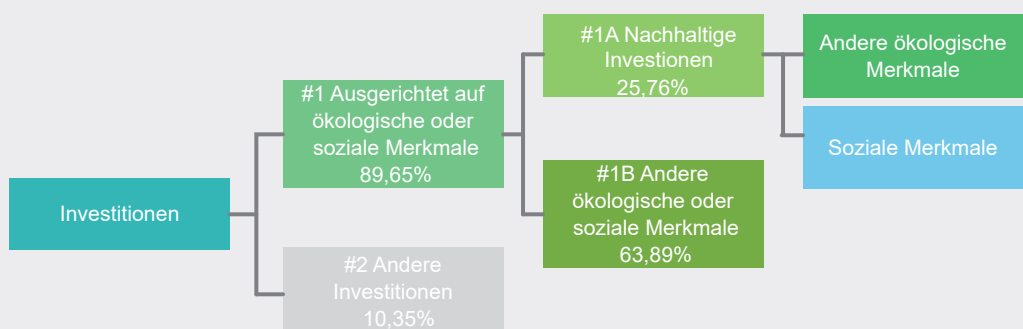 Investitionen
#1 Ausgerichtet auf
ökologische oder
soziale Merkmale
89,65%
#2 Andere
Investitionen
10,35%
#1A Nachhaltige
Investionen
25,76%
#1B Andere
ökologische oder
soziale Merkmale
63,89%
Andere ökologische
Merkmale
Soziale Merkmale